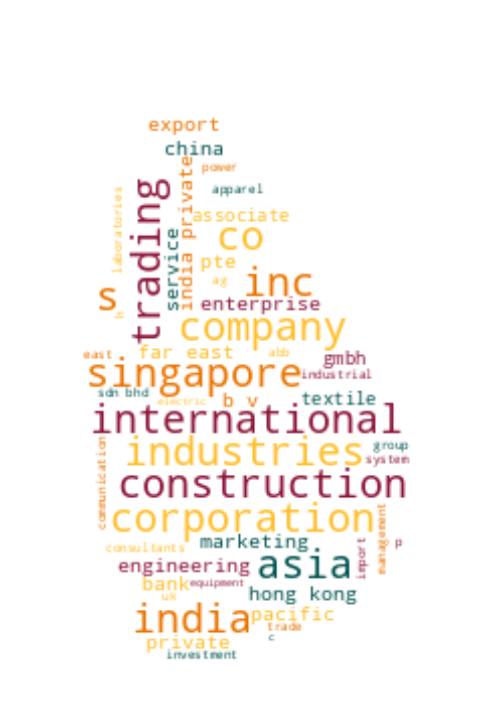 export
china
power
apparel
laboratories
trading
india private
associate
service
co
pte
ag
inc
s
h
enterprise
company
east
far east
abb
gmbh
singapore
industrial
sdn bhd
electric
b v
textile
international
industries
group
system
communication
construction
corporation
management
consultants
marketing
p
import
engineering
asia
bank
equipment
uk
hong kong
india
pacific
trade
c
private
investment